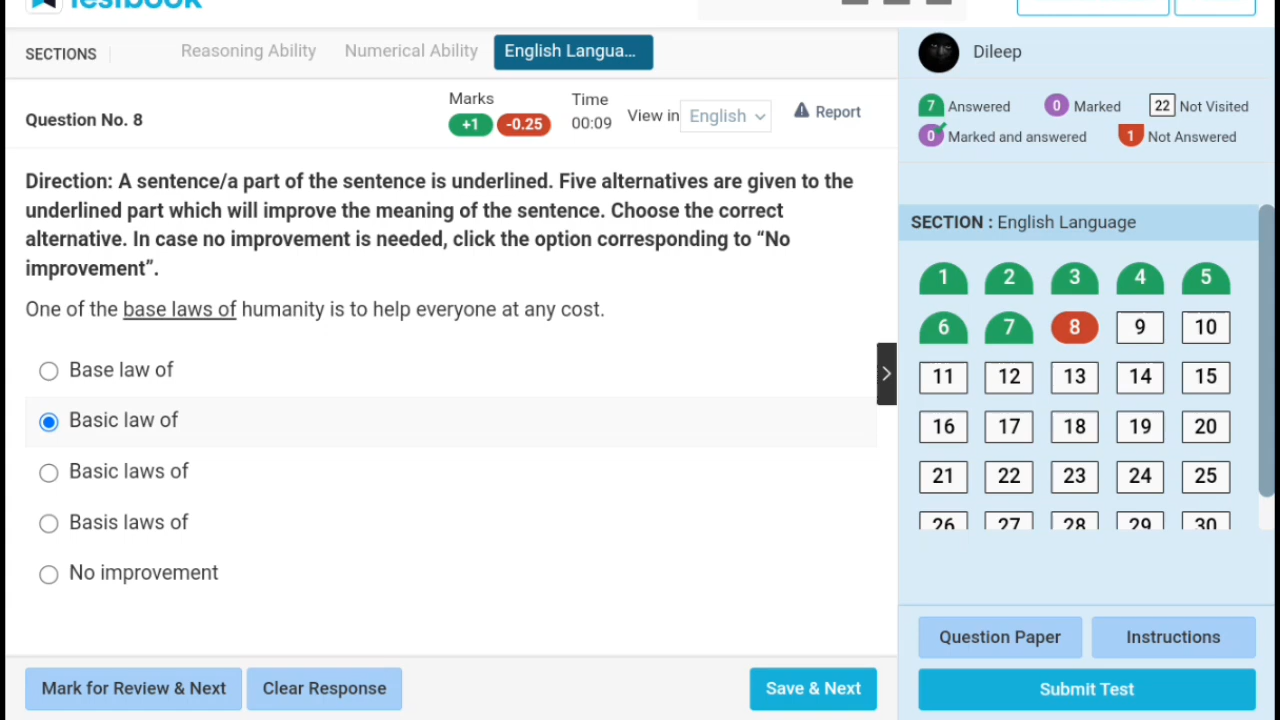 SECTIONS
Reasoning Ability
Numerical Ability
English Langua...
Dileep
7 Answered
0 Marked
22 Not Visited
0 Marked and answered
1 Not Answered
Question No. 8
Marks
+1 -0.25
Time
00:09
View in English
Report
Direction: A sentence/a part of the sentence is underlined. Five alternatives are given to the
underlined part which will improve the meaning of the sentence. Choose the correct
alternative. In case no improvement is needed, click the option corresponding to “No
improvement”.
One of the base laws of humanity is to help everyone at any cost.
Base law of
Basic law of
Basic laws of
Basis laws of
No improvement
SECTION : English Language
1 2 3 4 5
6 7 8 9 10
11 12 13 14 15
16 17 18 19 20
21 22 23 24 25
26 27 28 29 30
Mark for Review & Next
Clear Response
Save & Next
Question Paper
Instructions
Submit Test